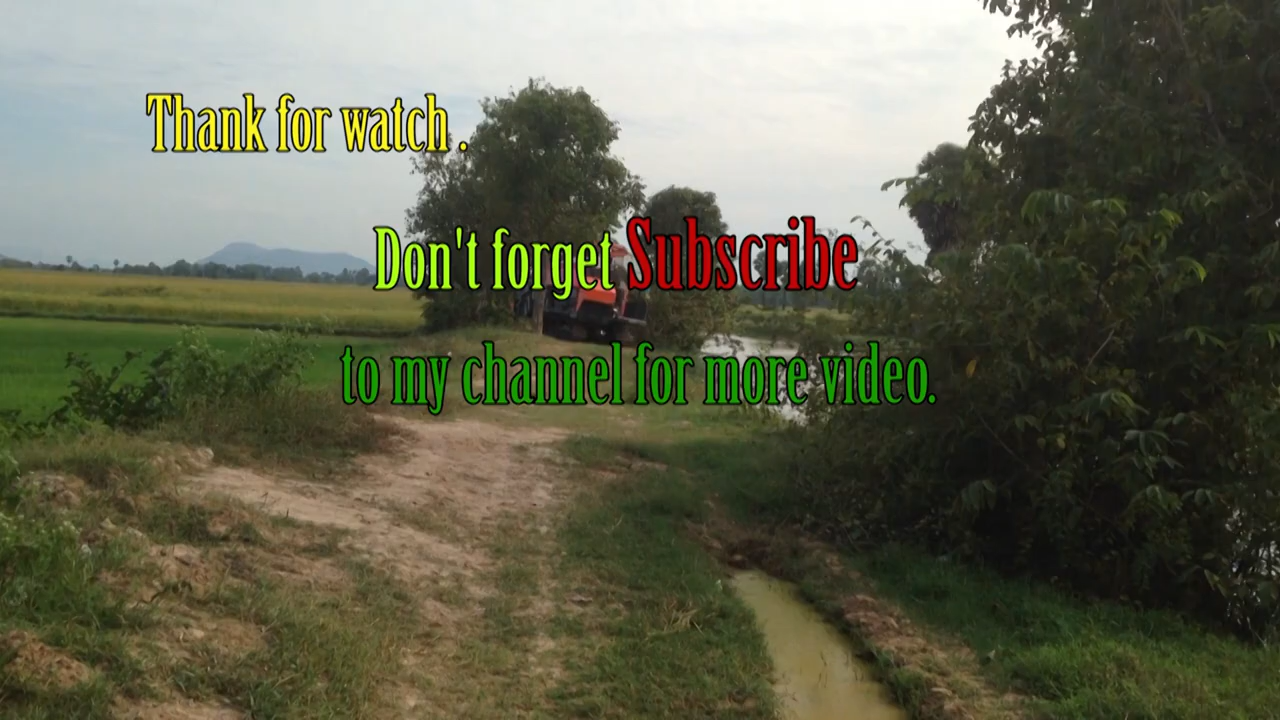 Thank for watch .
Don't forget Subscribe
to my channel for more video.